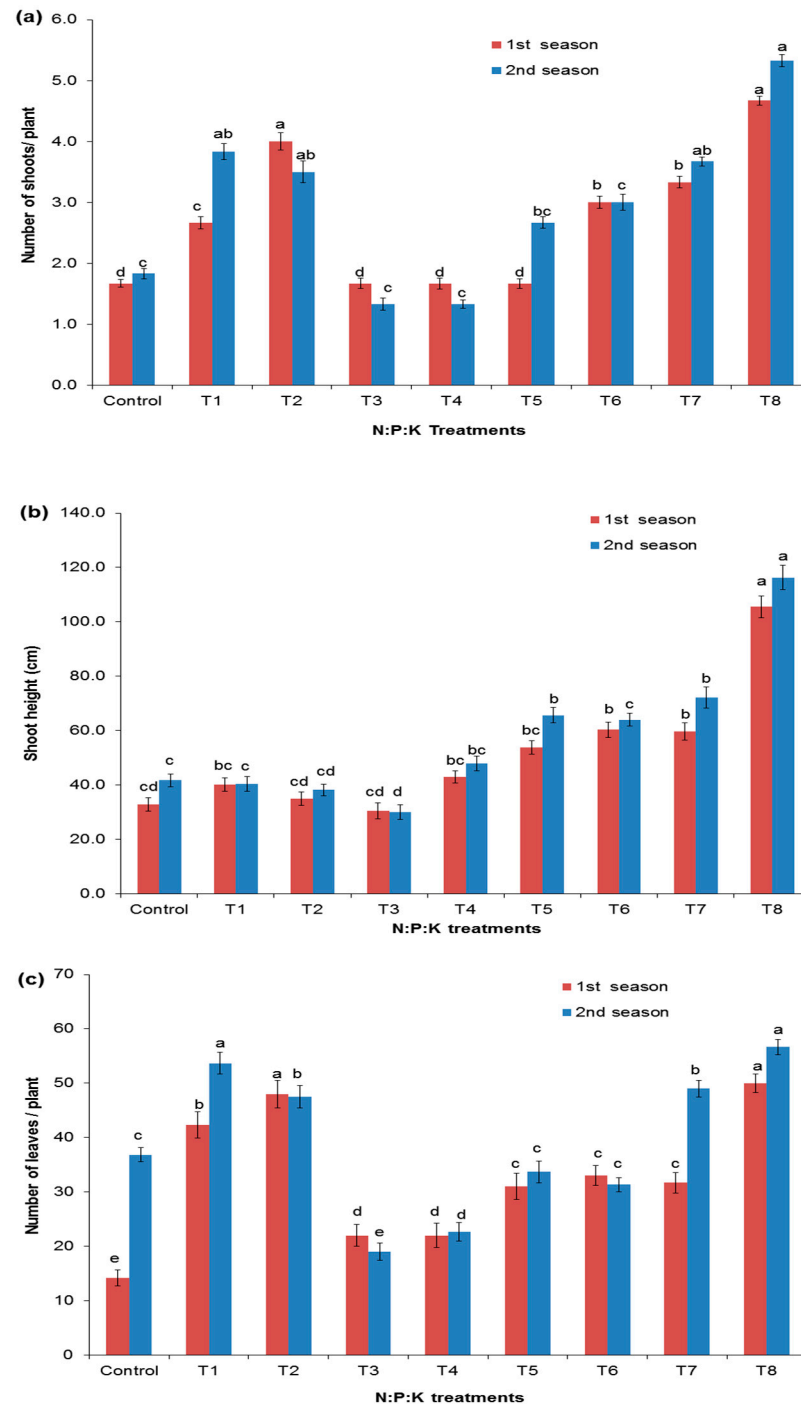 (a)
6.0
5.0
4.0
3.0
2.0
1.0
0.0
Number of shoots/ plant
1st season
2nd season
d c
c ab
a ab
d c
d c
d bc
b c
b ab
a a
Control T1 T2 T3 T4 T5 T6 T7 T8
N:P:K Treatments
(b)
140.0
120.0
100.0
80.0
60.0
40.0
20.0
0.0
Shoot height (cm)
1st season
2nd season
cd c
bc c
cd cd
cd d
bc bc
bc b
b c
b b
a a
Control T1 T2 T3 T4 T5 T6 T7 T8
N:P:K treatments
(c)
70
60
50
40
30
20
10
0
Number of leaves / plant
1st season
2nd season
e c
b a
a b
d e
d d
c c
c c
c b
a a
Control T1 T2 T3 T4 T5 T6 T7 T8
N:P:K treatments